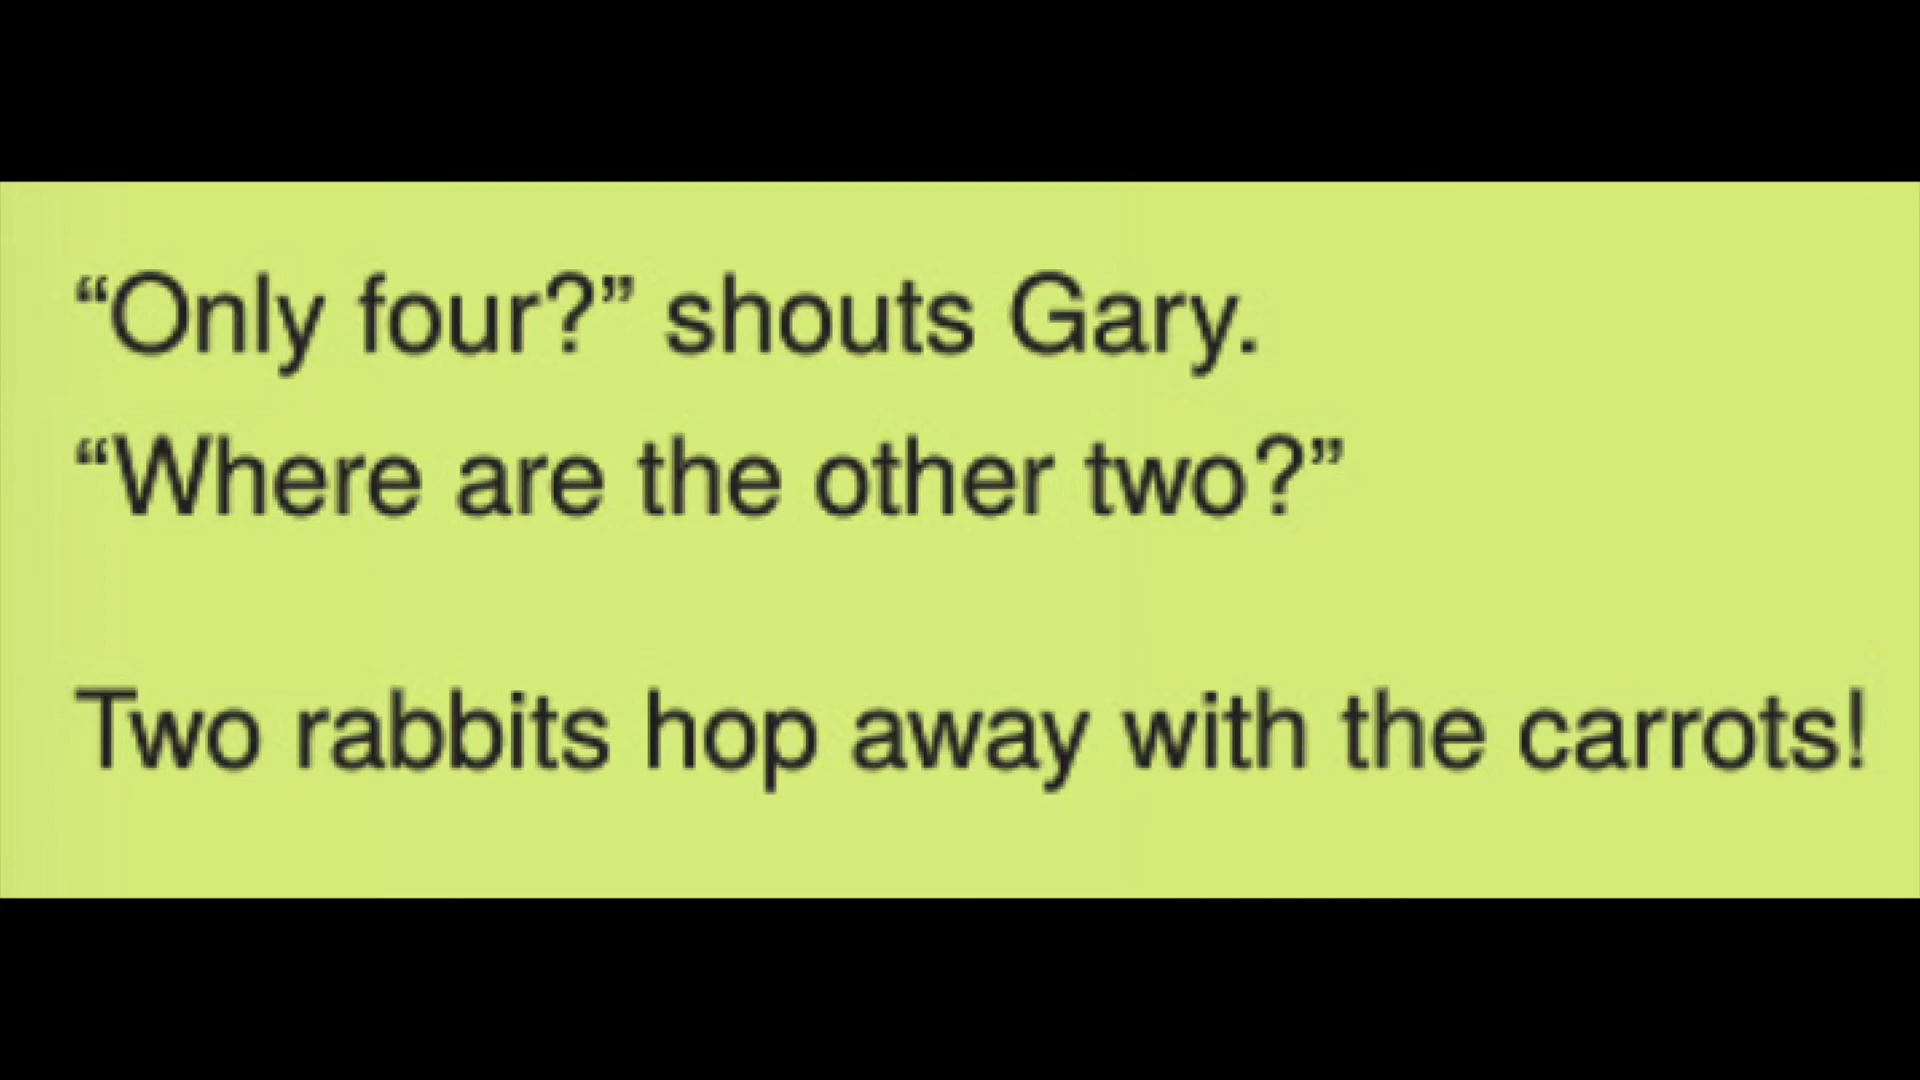 “Only four?” shouts Gary.
“Where are the other two?”
Two rabbits hop away with the carrots!